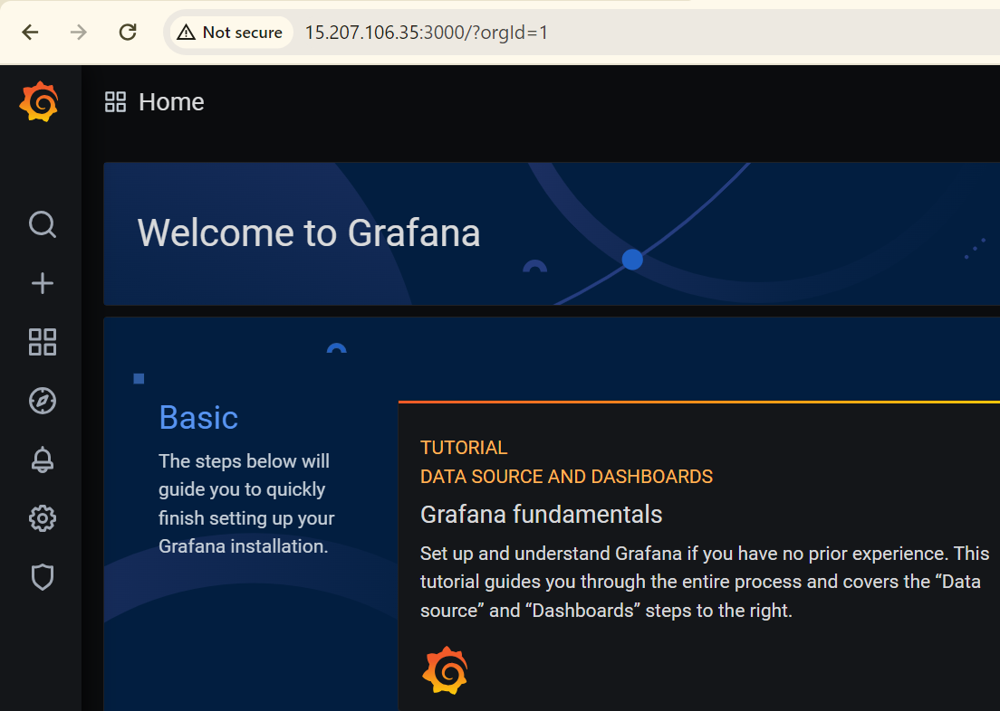 Not secure
15.207.106.35:3000/?orgId=1
Home
Welcome to Grafana
Basic
The steps below will
guide you to quickly
finish setting up your
Grafana installation.
TUTORIAL
DATA SOURCE AND DASHBOARDS
Grafana fundamentals
Set up and understand Grafana if you have no prior experience. This
tutorial guides you through the entire process and covers the “Data
source” and “Dashboards” steps to the right.